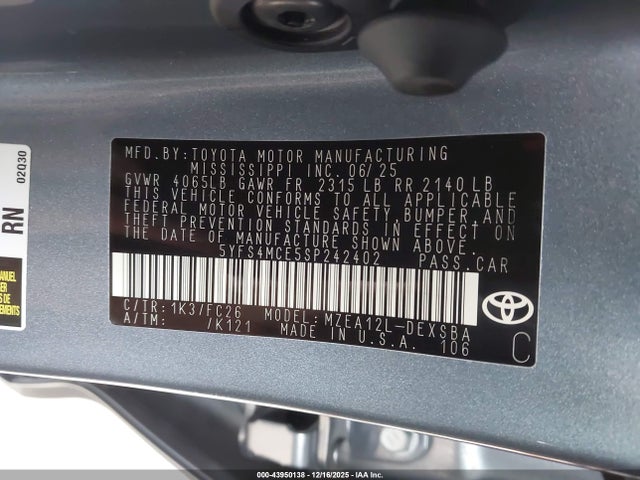 MFD.BY:TOYOTA MOTOR MANUFACTURING
MISSISSIPPI INC. 06/25
GVWR 4065LB GAWR FR 2315 LB RR 2140 LB
THIS VEHICLE CONFORMS TO ALL APPLICABLE
FEDERAL MOTOR VEHICLE SAFETY, BUMPER, AND
THEFT PREVENTION STANDARDS IN EFFECT ON
THE DATE OF MANUFACTURE SHOWN ABOVE.
5YFS4MCE5SP242402 PASS.CAR
C/TR: 1K37FC26 MODEL: MZEA12L-DEXSBA
A/TM: /K121 MADE IN U.S.A. 106
C
02Q30
RN
MANUEL
000-43950138 - 12/16/2025 - IAA Inc.